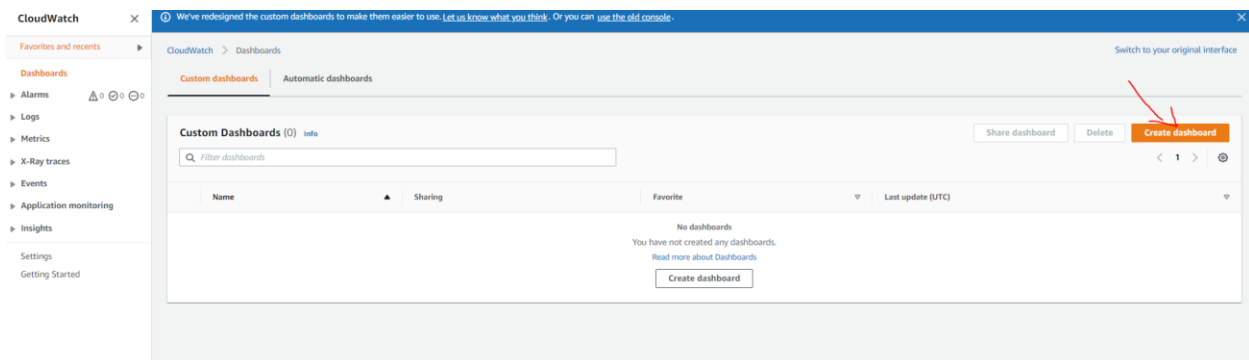 CloudWatch
We've redesigned the custom dashboards to make them easier to use. Let us know what you think. Or you can use the old console.
Favorites and recents
CloudWatch > Dashboards
Switch to your original interface
Dashboards
Custom dashboards Automatic dashboards
Alarms 0 0 0
Logs
Metrics
X-Ray traces
Events
Application monitoring
Insights
Settings
Getting Started
Custom Dashboards (0) Info
Share dashboard Delete Create dashboard
Filter dashboards
< 1 >
Name Sharing Favorite Last update (UTC)
No dashboards
You have not created any dashboards.
Read more about Dashboards
Create dashboard